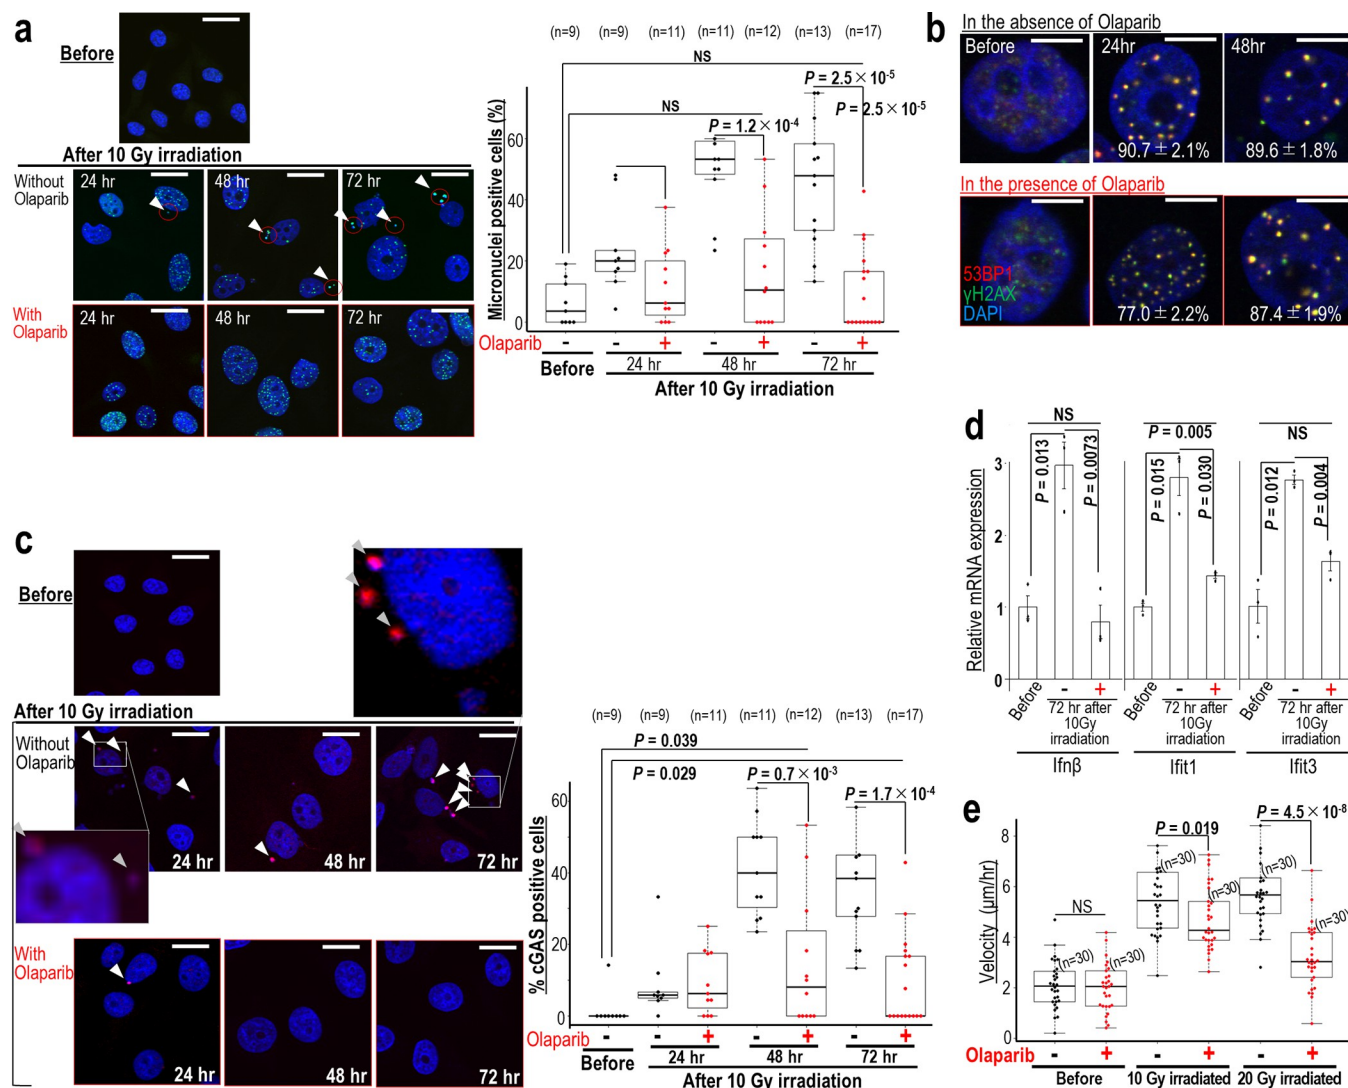 a
Before
After 10 Gy irradiation
Without
Olaparib
24 hr
48 hr
72 hr
With
Olaparib
24 hr
48 hr
72 hr
(n=9) (n=9) (n=11) (n=11) (n=12) (n=13) (n=17)
NS
P = 2.5×10-5
NS
P = 1.2×10-4
P = 2.5×10-5
Micronuclei positive cells (%)
60
40
20
0
Olaparib - - + - + - +
Before
24 hr 48 hr 72 hr
After 10 Gy irradiation
b
In the absence of Olaparib
Before
24hr
48hr
90.7±2.1%
89.6±1.8%
In the presence of Olaparib
53BP1
γH2AX
DAPI
77.0±2.2%
87.4±1.9%
c
Before
After 10 Gy irradiation
Without
Olaparib
24 hr
48 hr
72 hr
With
Olaparib
24 hr
48 hr
72 hr
(n=9) (n=9) (n=11) (n=11) (n=12) (n=13) (n=17)
P = 0.039
P = 0.029
P = 0.7×10-3
P = 1.7×10-4
% cGAS positive cells
60
40
20
0
Olaparib - - + - + - +
Before
24 hr 48 hr 72 hr
After 10 Gy irradiation
d
NS
P = 0.013
P = 0.0073
P = 0.005
P = 0.015
P = 0.030
NS
P = 0.012
P = 0.004
Relative mRNA expression
3
2
1
0
Before - +
72 hr after
10Gy
irradiation
Ifnβ
Before - +
72 hr after
10Gy
irradiation
Ifit1
Before - +
72 hr after
10Gy
irradiation
Ifit3
e
P = 4.5×10-8
P = 0.019
NS
(n=30)
(n=30)
(n=30)
(n=30)
(n=30)
(n=30)
Velocity (μm/hr)
8
6
4
2
0
Olaparib - + - + - +
Before 10 Gy irradiated 20 Gy irradiated